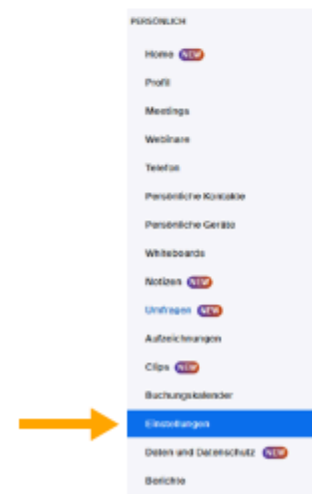 PERSÖNLICH
Home NEW
Profil
Meetings
Webinare
Telefon
Persönliche Kontakte
Persönliche Geräte
Whiteboards
Notizen NEW
Umfragen NEW
Aufzeichnungen
Clips NEW
Buchungskalender
Einstellungen
Daten und Datenschutz NEW
Berichte